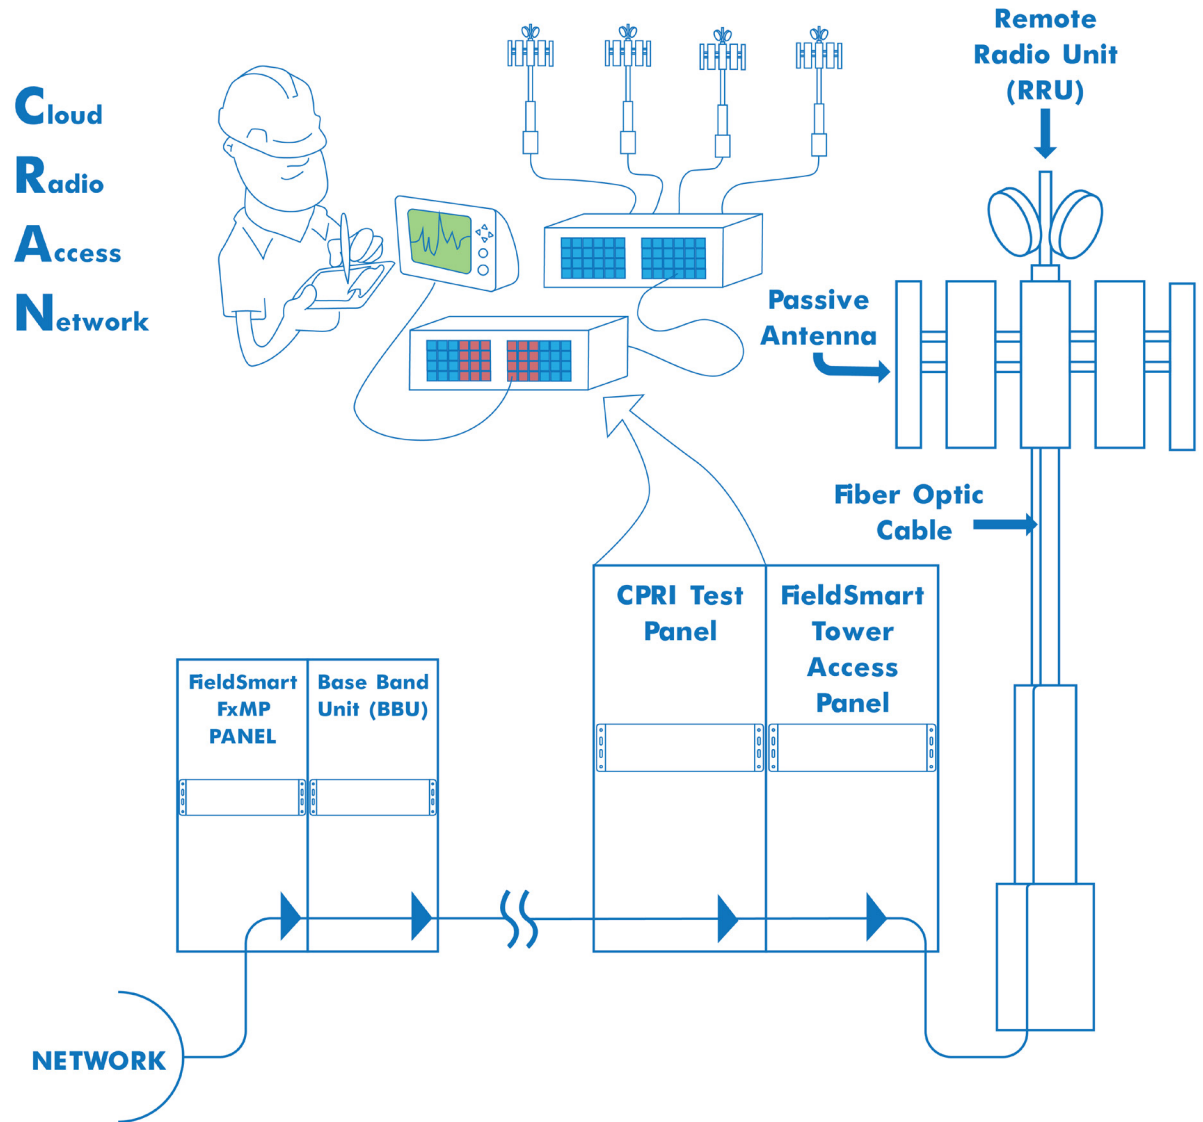 Cloud
Radio
Access
Network
Remote
Radio Unit
(RRU)
Passive
Antenna
Fiber Optic
Cable
CPRI Test
Panel
FieldSmart
Tower
Access
Panel
FieldSmart
FxMP
PANEL
Base Band
Unit (BBU)
NETWORK